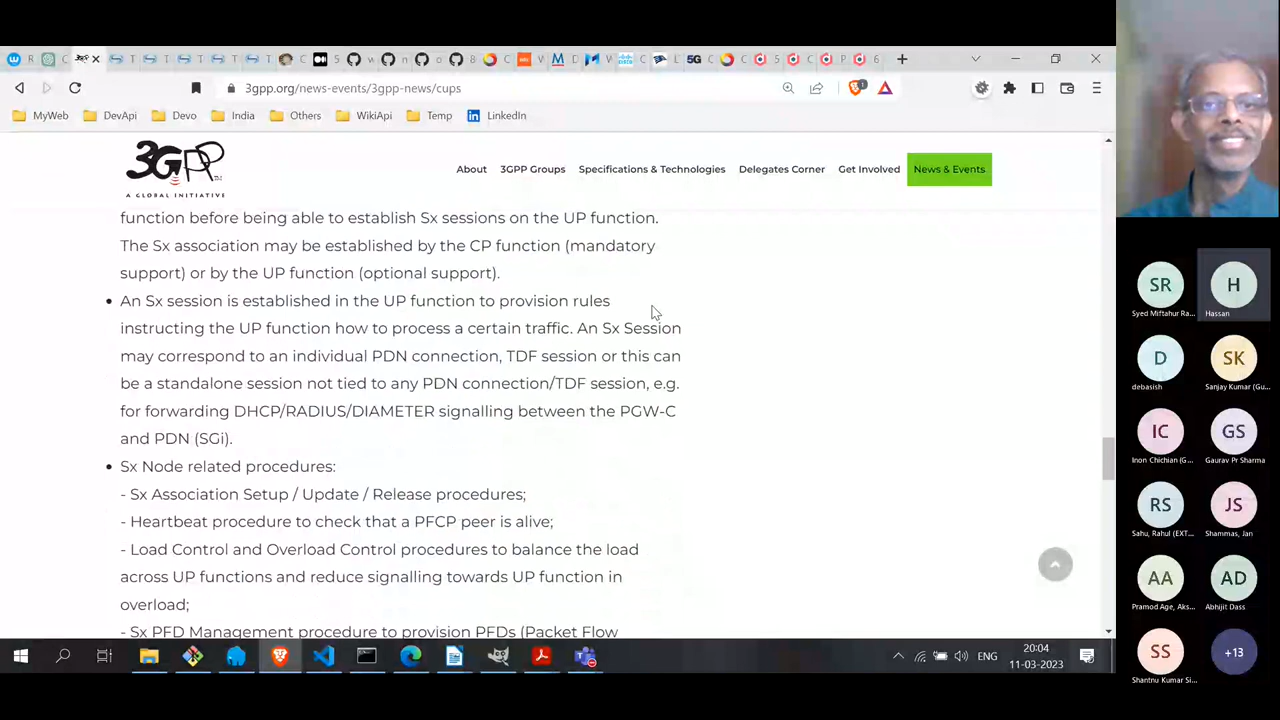 3gpp.org/news-events/3gpp-news/cups
MyWeb
DevApi
Devo
India
Others
WikiApi
Temp
LinkedIn
3GPP
A GLOBAL INITIATIVE
About
3GPP Groups
Specifications & Technologies
Delegates Corner
Get Involved
News & Events
function before being able to establish Sx sessions on the UP function.
The Sx association may be established by the CP function (mandatory
support) or by the UP function (optional support).
• An Sx session is established in the UP function to provision rules
instructing the UP function how to process a certain traffic. An Sx Session
may correspond to an individual PDN connection, TDF session or this can
be a standalone session not tied to any PDN connection/TDF session, e.g.
for forwarding DHCP/RADIUS/DIAMETER signalling between the PGW-C
and PDN (SGi).
• Sx Node related procedures:
- Sx Association Setup / Update / Release procedures;
- Heartbeat procedure to check that a PFCP peer is alive;
- Load Control and Overload Control procedures to balance the load
across UP functions and reduce signalling towards UP function in
overload;
- Sx PFD Management procedure to provision PFDs (Packet Flow
ENG
20:04
11-03-2023
SR
Syed Miftahur Ra...
H
Hassan
D
debasish
SK
Sanjay Kumar (Gu...
IC
Inon Chichian (G...
GS
Gaurav Pr Sharma
RS
Sahu, Rahul (EXT...
JS
Shammas, Jan
AA
Pramod Age, Aks...
AD
Abhijit Dass
SS
Shantnu Kumar Si...
+13